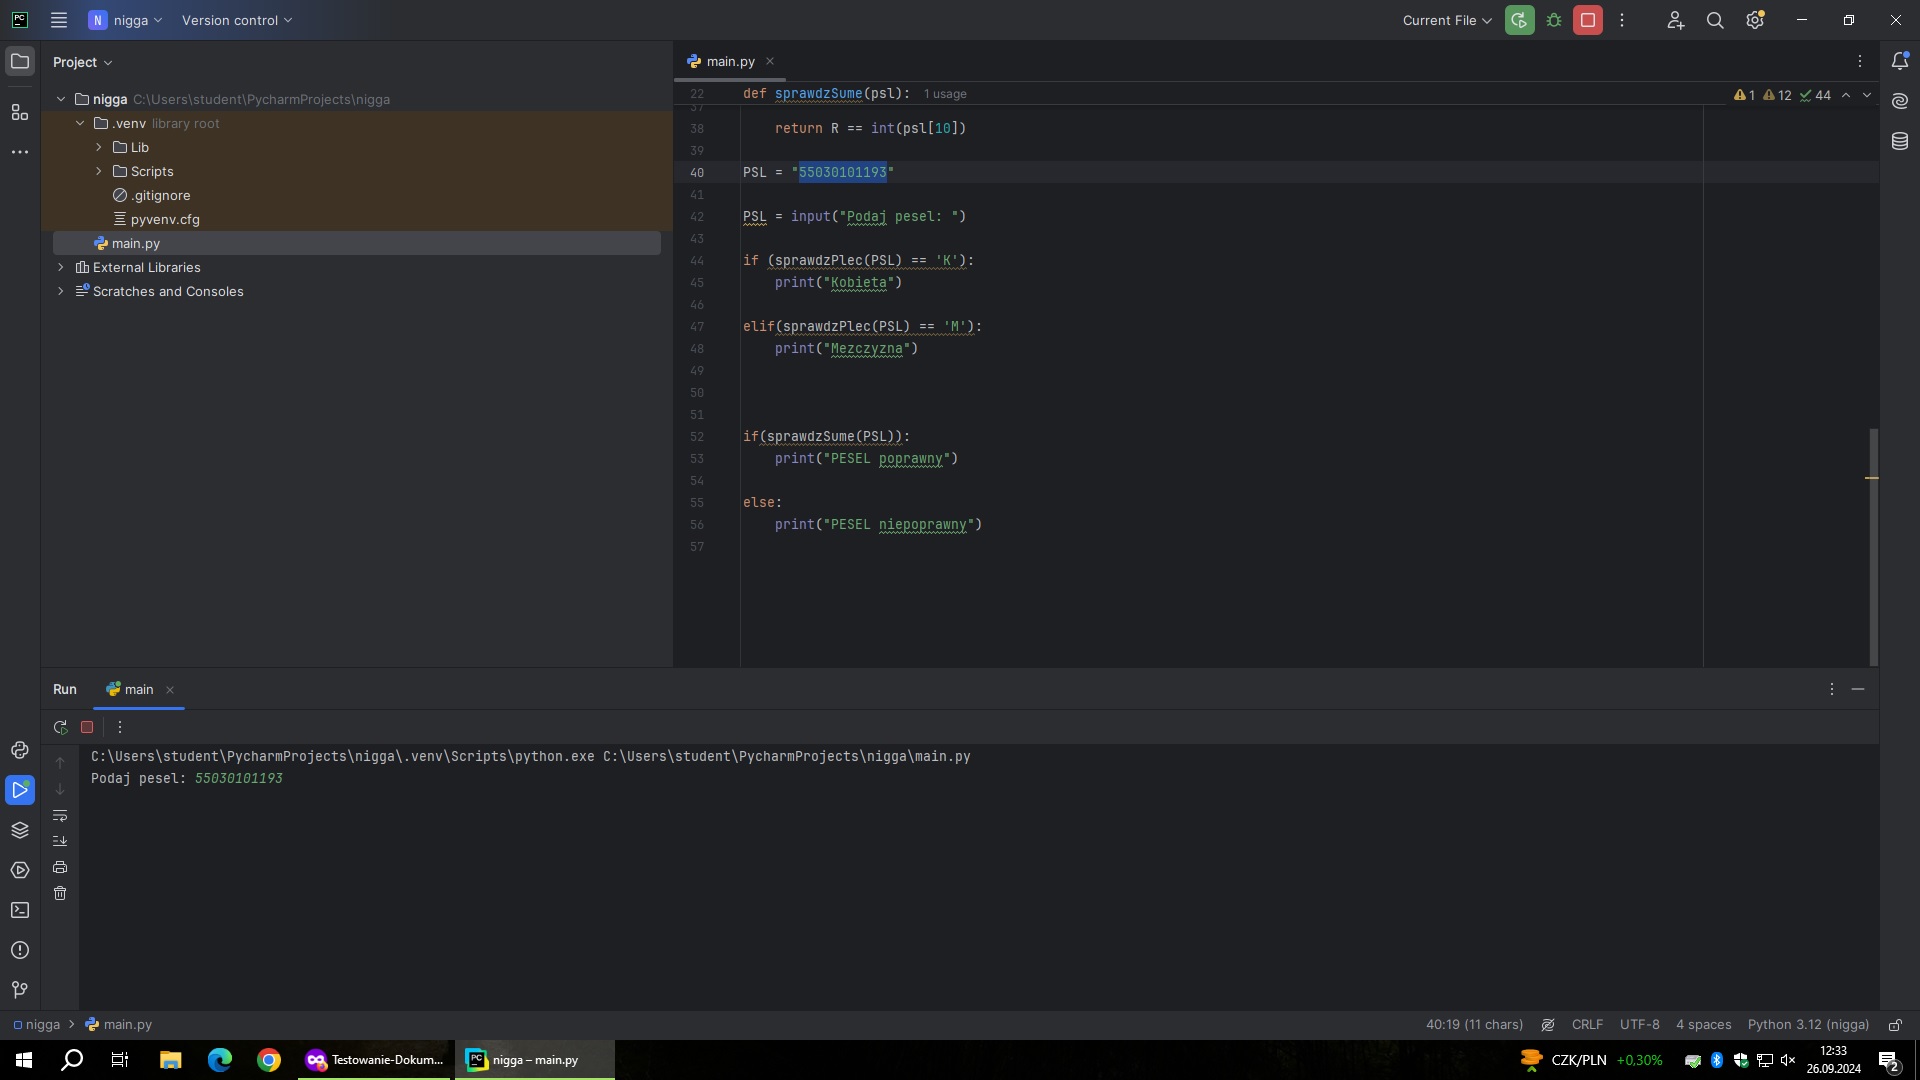 PC
N nigga
Version control
Current File
Project
main.py
nigga C:\Users\student\PycharmProjects\nigga
.venv library root
Lib
Scripts
.gitignore
pyvenv.cfg
main.py
External Libraries
Scratches and Consoles
22 def sprawdzSume(psl): 1 usage
1 12 44
37
38 return R == int(psl[10])
39
40 PSL = "55030101193"
41
42 PSL = input("Podaj pesel: ")
43
44 if (sprawdzPlec(PSL) == 'K'):
45 print("Kobieta")
46
47 elif(sprawdzPlec(PSL) == 'M'):
48 print("Mezczyzna")
49
50
51
52 if(sprawdzSume(PSL)):
53 print("PESEL poprawny")
54
55 else:
56 print("PESEL niepoprawny")
57
Run main
C:\Users\student\PycharmProjects\nigga\.venv\Scripts\python.exe C:\Users\student\PycharmProjects\nigga\main.py
Podaj pesel: 55030101193
nigga > main.py
40:19 (11 chars) CRLF UTF-8 4 spaces Python 3.12 (nigga)
Testowanie-Dokum...
PC nigga – main.py
CZK/PLN +0,30%
12:33
26.09.2024
2